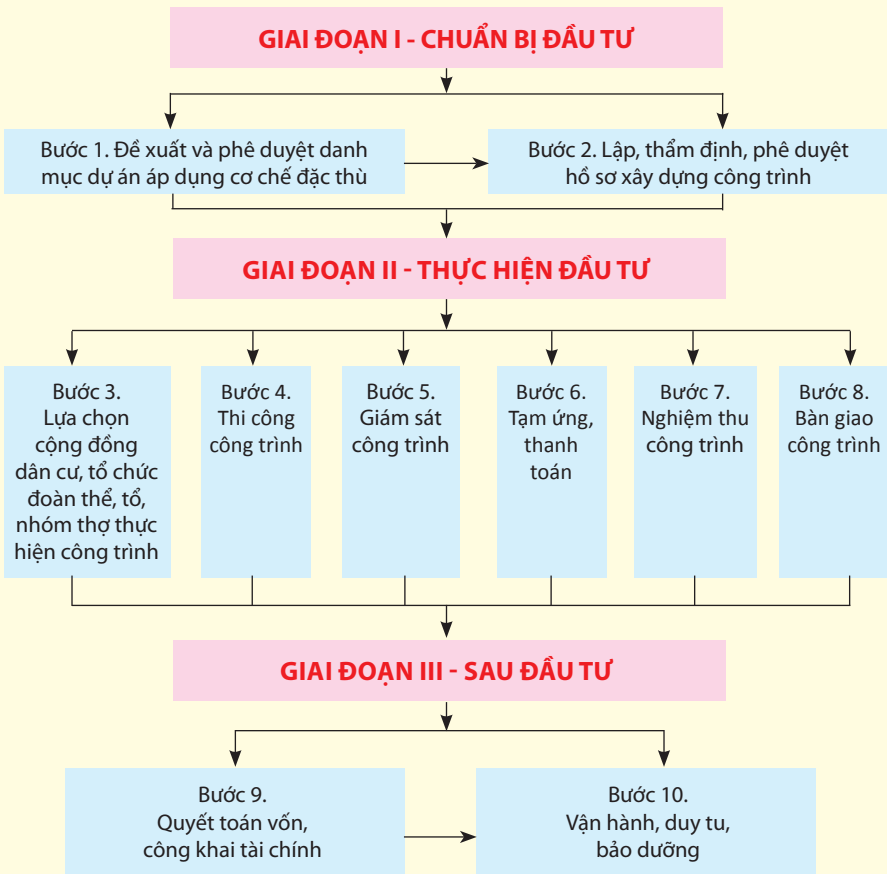 GIAI ĐOẠN I - CHUẨN BỊ ĐẦU TƯ
Bước 1. Đề xuất và phê duyệt danh
mục dự án áp dụng cơ chế đặc thù
Bước 2. Lập, thẩm định, phê duyệt
hồ sơ xây dựng công trình
GIAI ĐOẠN II - THỰC HIỆN ĐẦU TƯ
Bước 3.
Lựa chọn
cộng đồng
dân cư, tổ chức
đoàn thể, tổ,
nhóm thợ thực
hiện công trình
Bước 4.
Thi công
công trình
Bước 5.
Giám sát
công trình
Bước 6.
Tạm ứng,
thanh
toán
Bước 7.
Nghiệm thu
công trình
Bước 8.
Bàn giao
công trình
GIAI ĐOẠN III - SAU ĐẦU TƯ
Bước 9.
Quyết toán vốn,
công khai tài chính
Bước 10.
Vận hành, duy tu,
bảo dưỡng